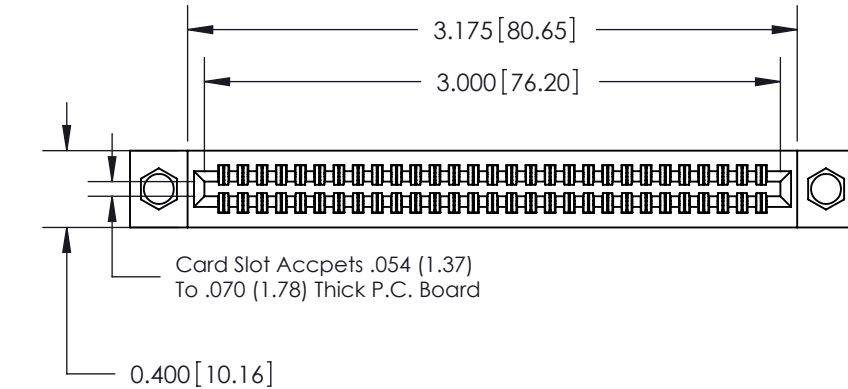 3.175[80.65]
3.000[76.20]
Card Slot Accpets .054 (1.37)
To .070 (1.78) Thick P.C. Board
0.400[10.16]